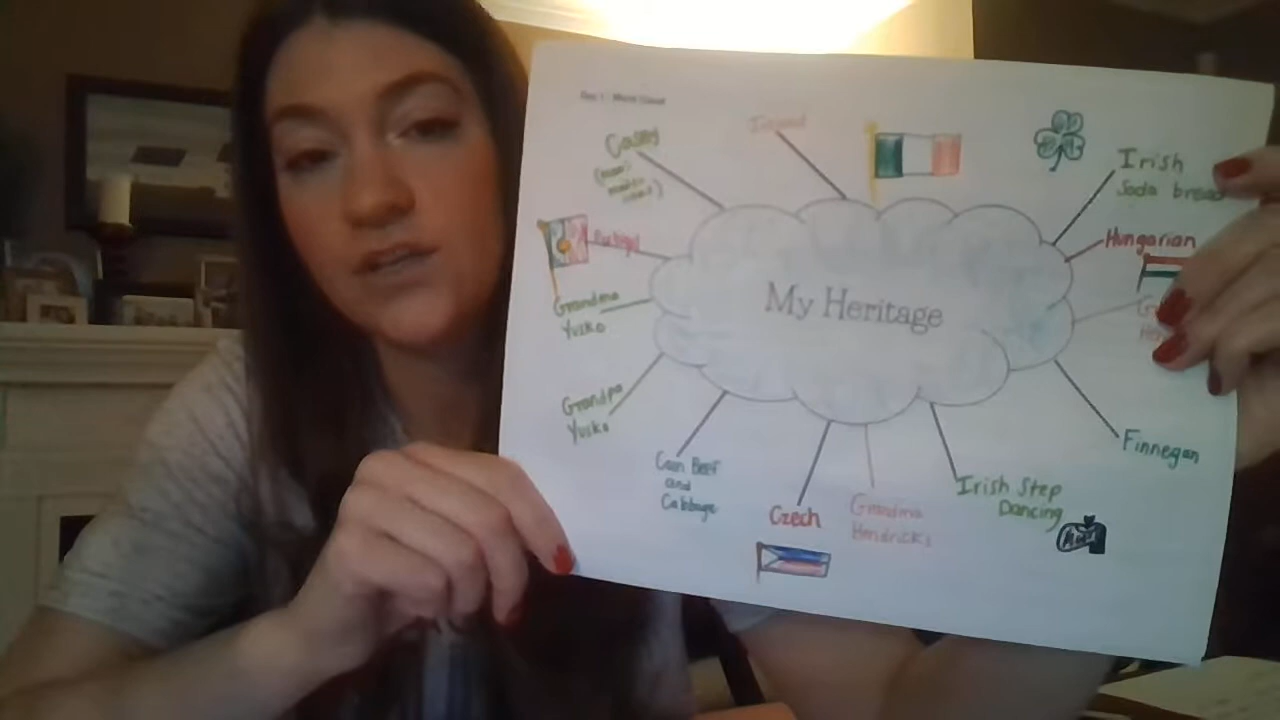 Casey
Ireland
Irish
Soda bread
Portugal
Hungarian
Grandma
Yusko
My Heritage
Grandpa
Yusko
Finnegan
Corn Beef
and
Cabbage
Czech
Grandma
Hendricks
Irish Step
Dancing